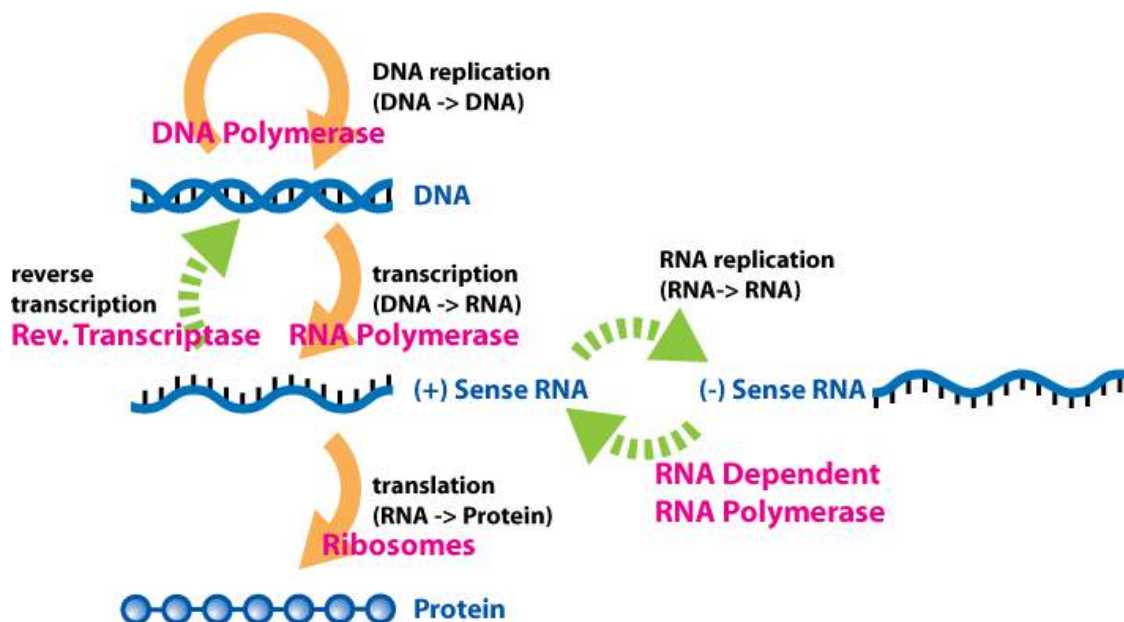 DNA replication
(DNA -> DNA)
DNA Polymerase
DNA
reverse
transcription
Rev. Transcriptase
transcription
(DNA -> RNA)
RNA Polymerase
RNA replication
(RNA-> RNA)
(+) Sense RNA
(-) Sense RNA
RNA Dependent
RNA Polymerase
translation
(RNA -> Protein)
Ribosomes
Protein